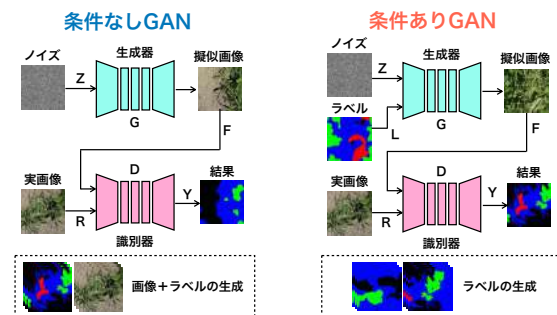 条件なしGAN
ノイズ
生成器
擬似画像
Z
G
F
実画像
D
結果
R
Y
識別器
画像＋ラベルの生成
条件ありGAN
ノイズ
生成器
擬似画像
Z
ラベル
L
G
F
実画像
D
結果
R
Y
識別器
ラベルの生成